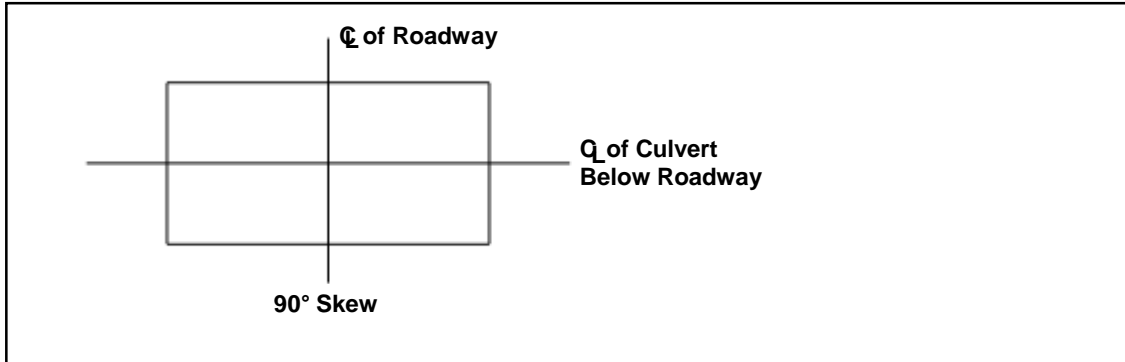 ℄ of Roadway
℄ of Culvert
Below Roadway
90° Skew